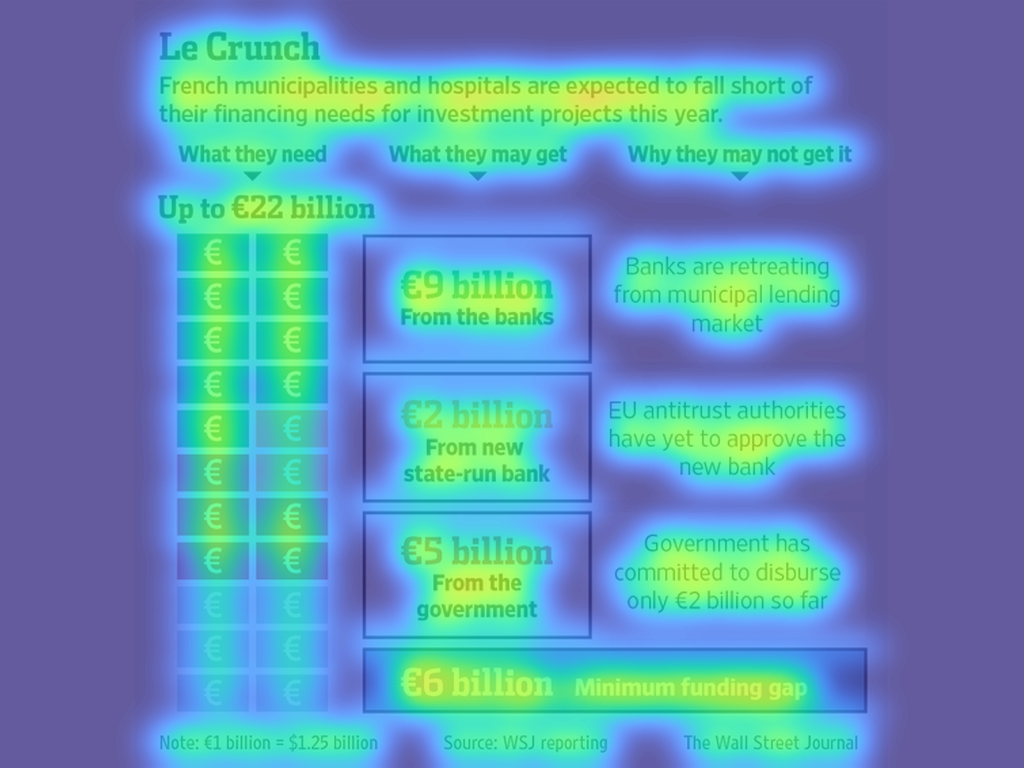 Le Crunch
French municipalities and hospitals are expected to fall short of
their financing needs for investment projects this year.
What they need
What they may get
Why they may not get it
Up to €22 billion
€ €
€ €
€ €
€ €
€ €
€ €
€ €
€ €
€ €
€ €
€ €
€9 billion
From the banks
Banks are retreating
from municipal lending
market
€2 billion
From new
state-run bank
EU antitrust authorities
have yet to approve the
new bank
€5 billion
From the
government
Government has
committed to disburse
only €2 billion so far
€6 billion Minimum funding gap
Note: €1 billion = $1.25 billion
Source: WSJ reporting
The Wall Street Journal